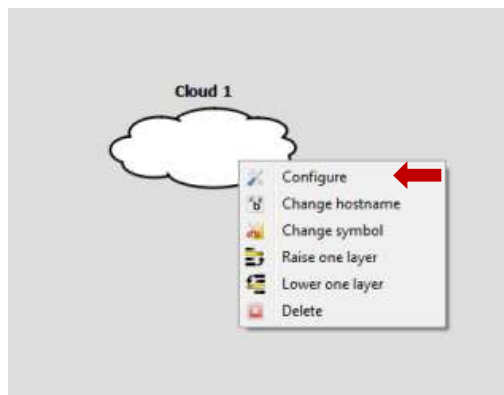 Cloud 1
Configure
Change hostname
Change symbol
Raise one layer
Lower one layer
Delete